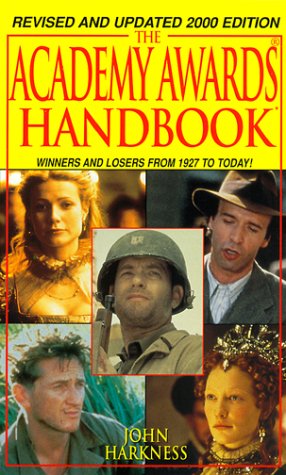 REVISED AND UPDATED 2000 EDITION
THE
ACADEMY AWARDS®
HANDBOOK
WINNERS AND LOSERS FROM 1927 TO TODAY!
JOHN
HARKNESS